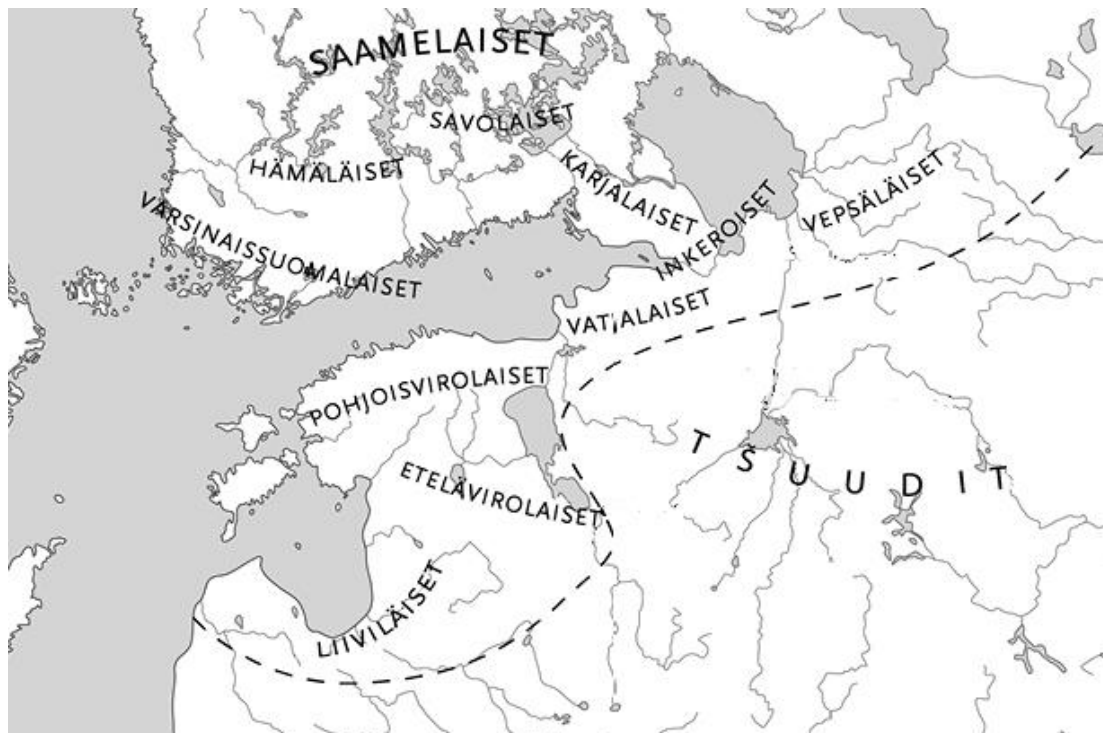 SAAMELAISET
SAVOLAISET
HÄMÄLÄISET
KARJALAISET
VEPSÄLÄISET
INKEROISET
VARSINAISSUOMALAISET
VATJALAISET
POHJOISVIROLAISET
TŠUUDIT
ETELÄVIROLAISET
LIIVILÄISET